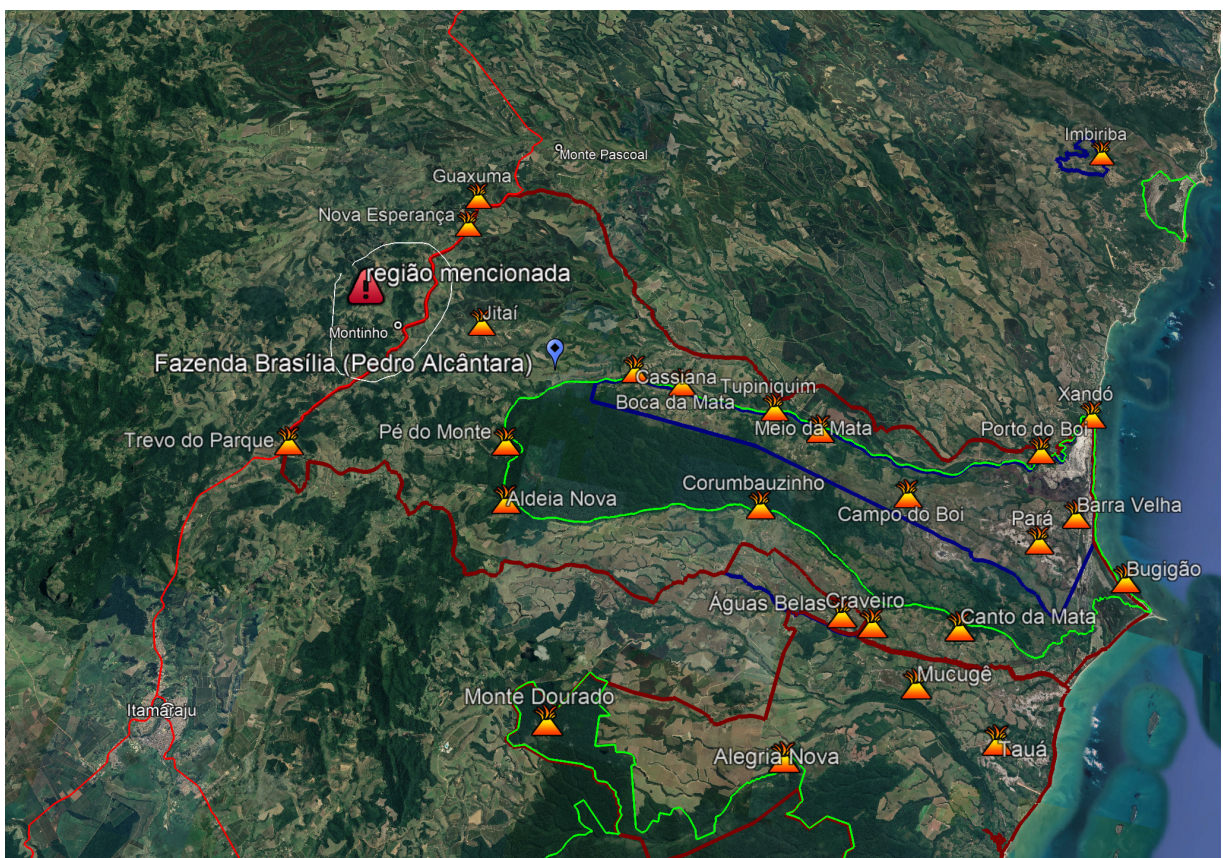 Imbiriba
Monte Pascoal
Guaxuma
Nova Esperança
região mencionada
Jitaí
Montinho
Fazenda Brasília (Pedro Alcântara)
Cassiana
Tupiniquim
Boca da Mata
Xandó
Meio da Mata
Porto do Boi
Trevo do Parque
Pé do Monte
Corumbauzinho
Aldeia Nova
Campo do Boi
Barra Velha
Pará
Bugigão
Águas Belas
Craveiro
Canto da Mata
Mucugê
Monte Dourado
Itamaraju
Tauá
Alegria Nova